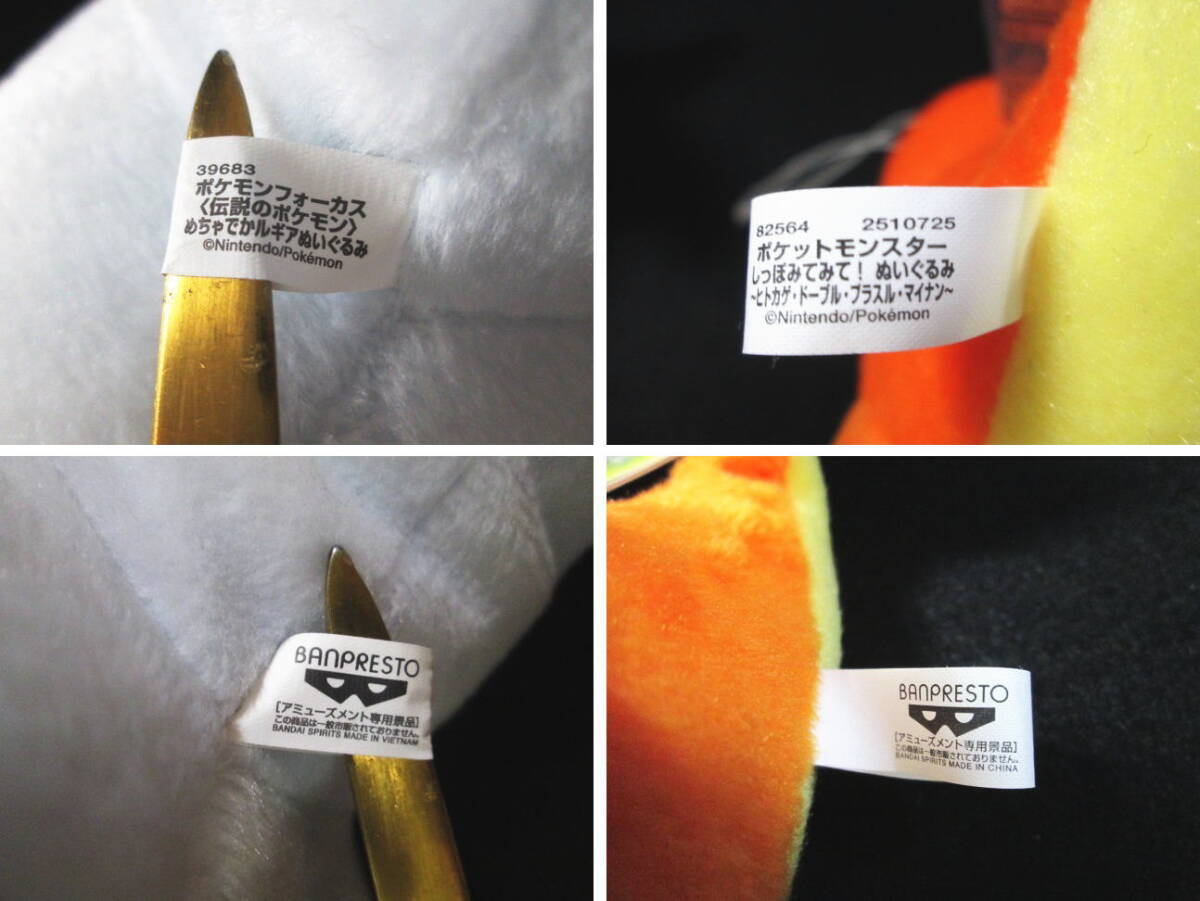 39683
ポケモンフォーカス
〈伝説のポケモン〉
めちゃでかルギアぬいぐるみ
©Nintendo/Pokémon
82564 2510725
ポケットモンスター
しっぽみてみて！ ぬいぐるみ
~ヒトカゲ・ドーブル・プラスル・マイナン~
©Nintendo/Pokémon
BANPRESTO
［アミューズメント専用景品］
この商品は一般市販されておりません。
BANDAI SPIRITS MADE IN VIETNAM
BANPRESTO
［アミューズメント専用景品］
この商品は一般市販されておりません。
BANDAI SPIRITS MADE IN CHINA